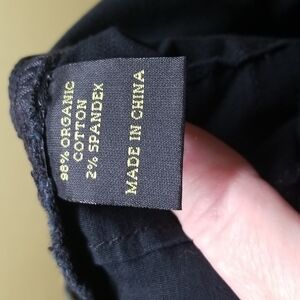 98% ORGANIC
COTTON
2% SPANDEX
MADE IN CHINA